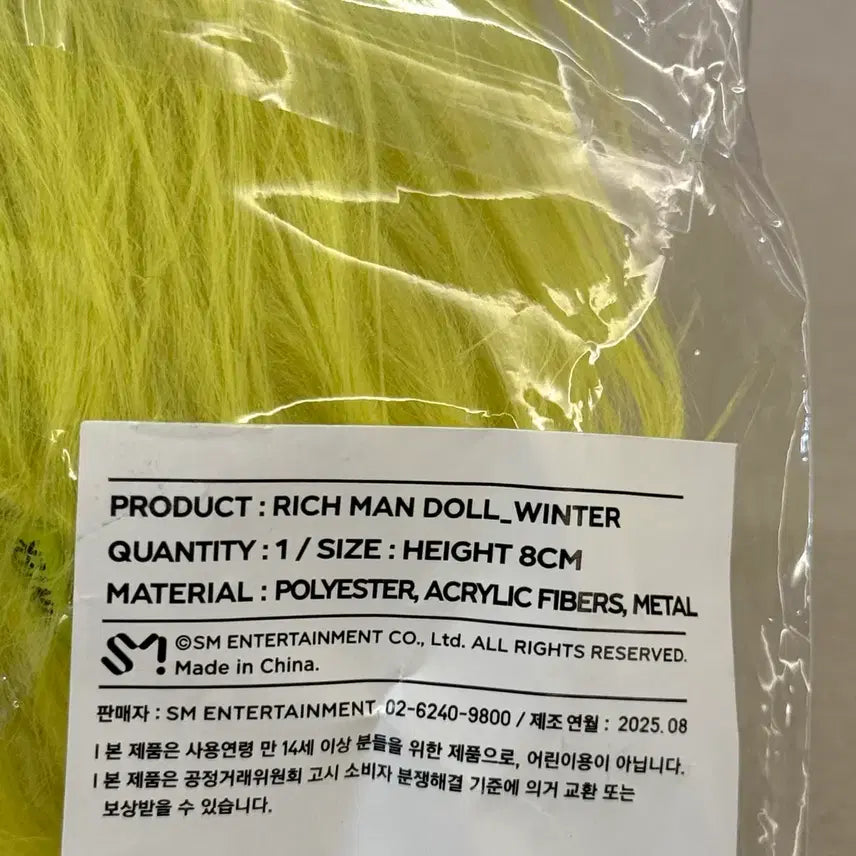 PRODUCT : RICH MAN DOLL_WINTER
QUANTITY : 1 / SIZE : HEIGHT 8CM
MATERIAL : POLYESTER, ACRYLIC FIBERS, METAL
SM ©SM ENTERTAINMENT CO., Ltd. ALL RIGHTS RESERVED.
Made in China.
판매자 : SM ENTERTAINMENT, 02-6240-9800 / 제조연월 : 2025.08
l 본 제품은 사용연령 만 14세 이상 분들을 위한 제품으로, 어린이용이 아닙니다.
l 본 제품은 공정거래위원회 고시 소비자 분쟁해결 기준에 의거 교환 또는
보상받을 수 있습니다.